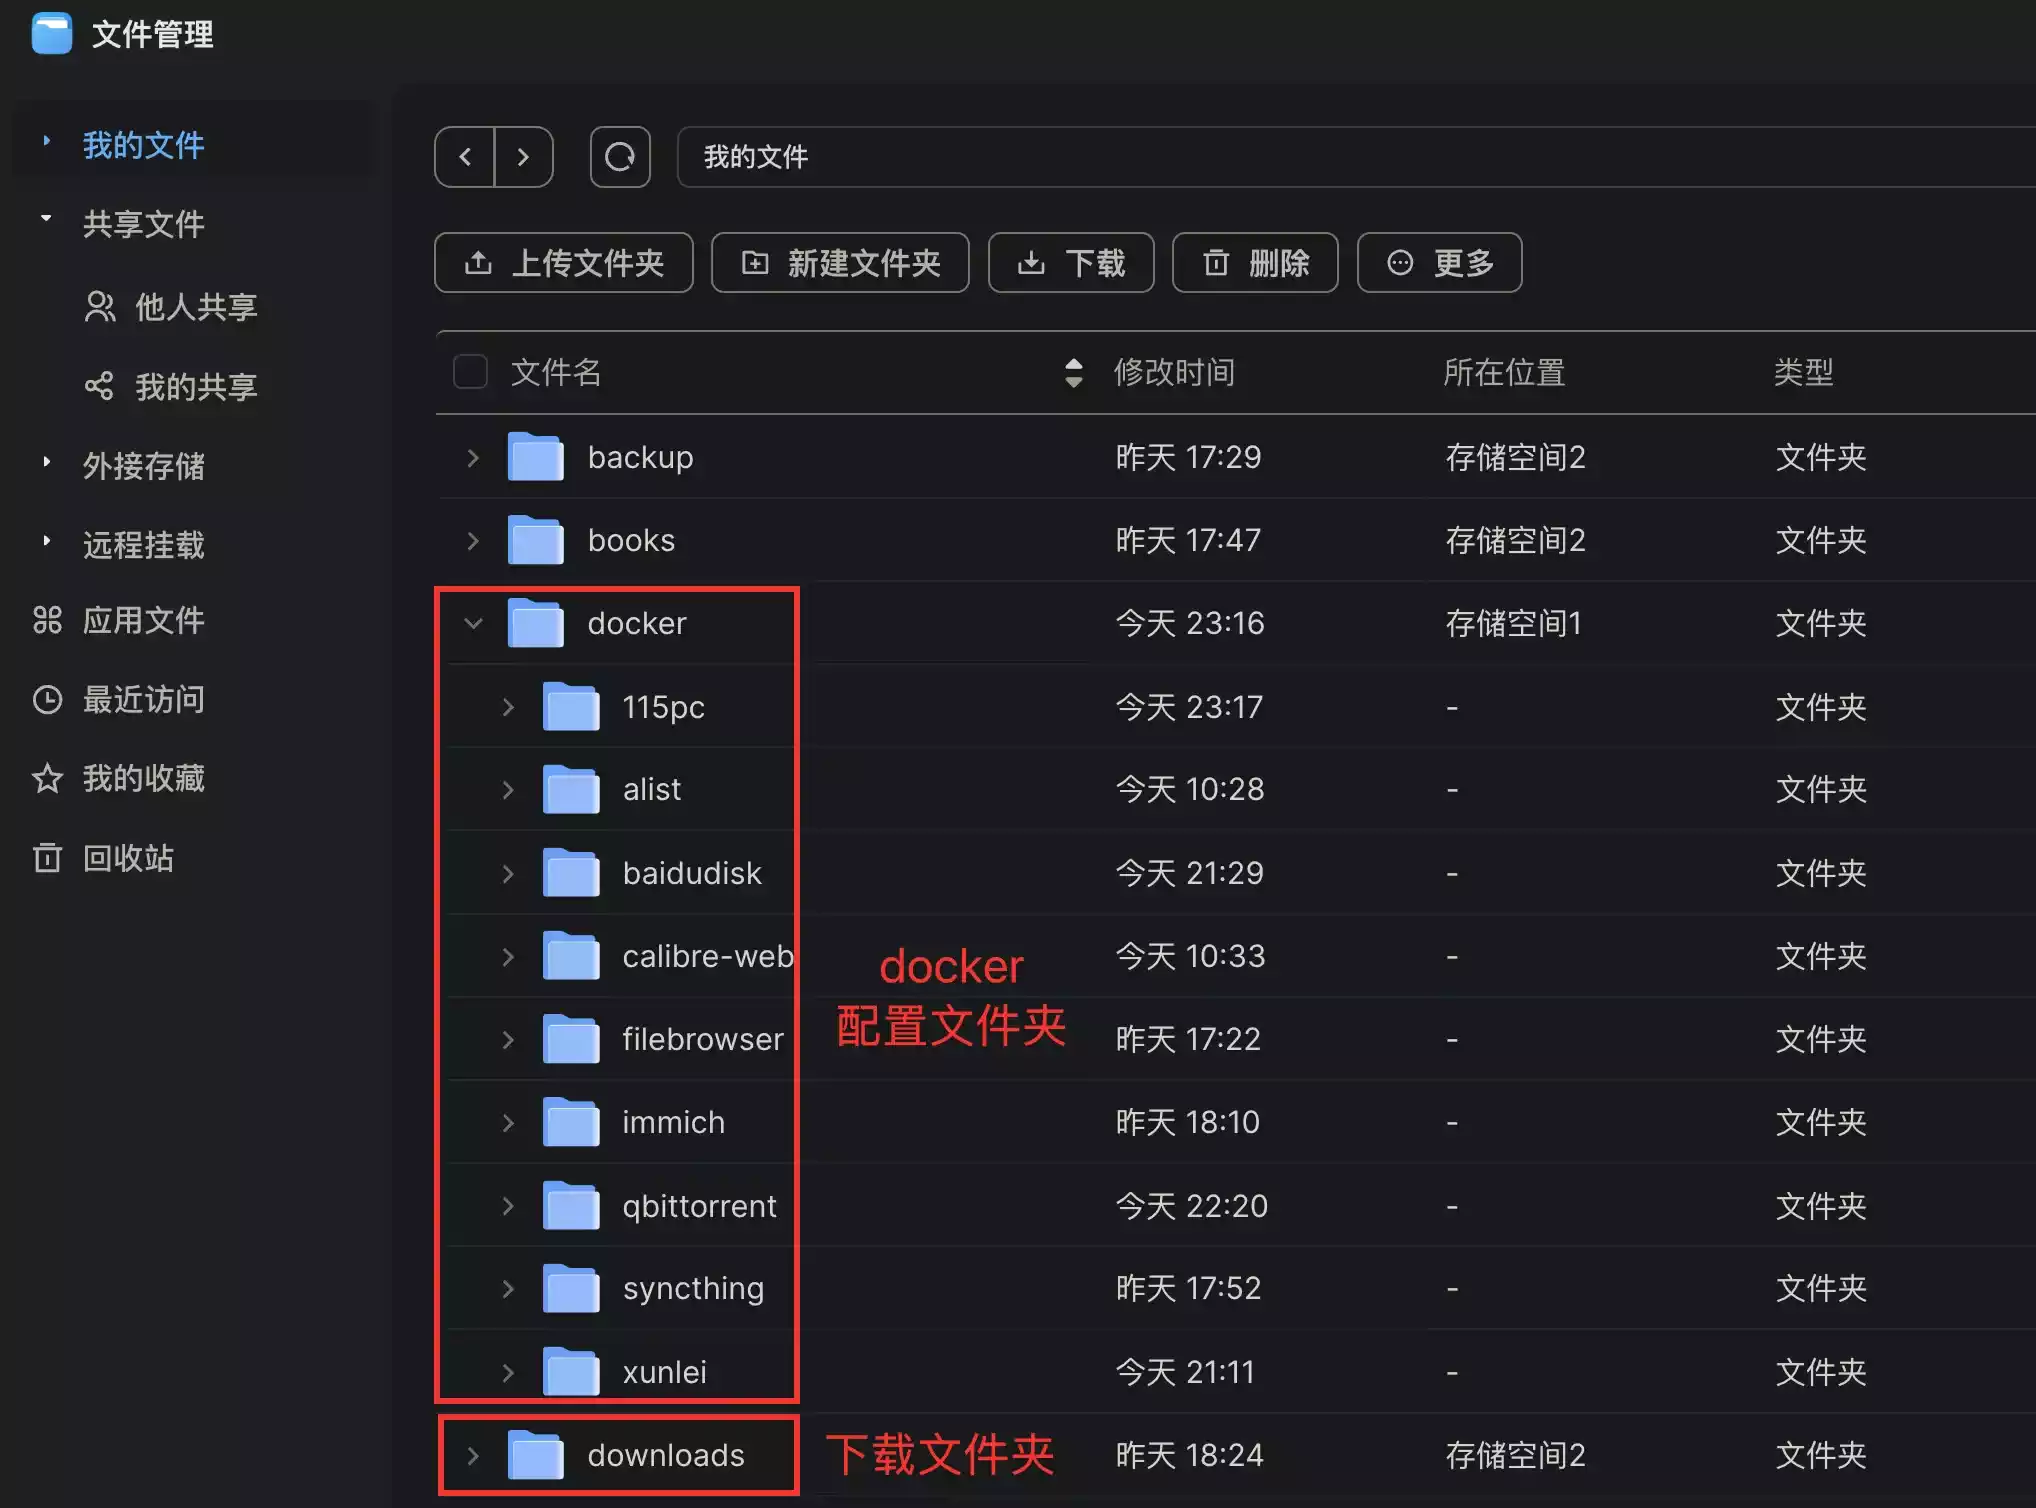 文件管理
我的文件
共享文件
他人共享
我的共享
外接存储
远程挂载
应用文件
最近访问
我的收藏
回收站
我的文件
上传文件夹 新建文件夹 下载 删除 更多
文件名 修改时间 所在位置 类型
backup 昨天 17:29 存储空间2 文件夹
books 昨天 17:47 存储空间2 文件夹
docker 今天 23:16 存储空间1 文件夹
115pc 今天 23:17 - 文件夹
alist 今天 10:28 - 文件夹
baidudisk 今天 21:29 - 文件夹
calibre-web 今天 10:33 - 文件夹
docker
配置文件夹
filebrowser 昨天 17:22 - 文件夹
immich 昨天 18:10 - 文件夹
qbittorrent 今天 22:20 - 文件夹
syncthing 昨天 17:52 - 文件夹
xunlei 今天 21:11 - 文件夹
downloads 下载文件夹 昨天 18:24 存储空间2 文件夹